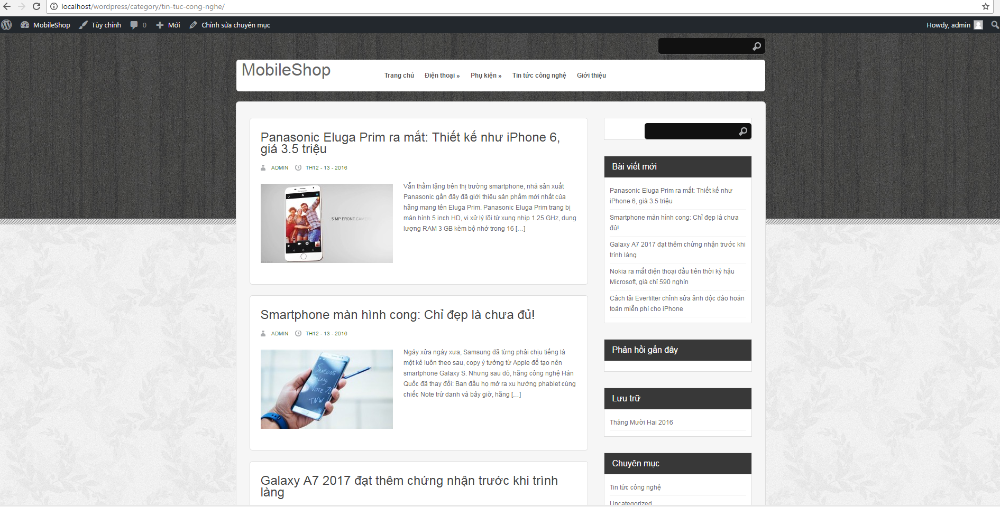 localhost/wordpress/category/tin-tuc-cong-nghe/
MobileShop Tùy chỉnh 0 Mới Chỉnh sửa chuyên mục Howdy, admin
MobileShop
Trang chủ Điện thoại » Phụ kiện » Tin tức công nghệ Giới thiệu
Panasonic Eluga Prim ra mắt: Thiết kế như iPhone 6,
giá 3.5 triệu
ADMIN TH12 - 13 - 2016
5 MP FRONT CAMERA
Vẫn thầm lặng trên thị trường smartphone, nhà sản xuất
Panasonic gần đây đã giới thiệu sản phẩm mới nhất của
hãng mang tên Eluga Prim. Panasonic Eluga Prim trang bị
màn hình 5 inch HD, vi xử lý lõi tứ xung nhịp 1.25 GHz, dung
lượng RAM 3 GB kèm bộ nhớ trong 16 […]
Smartphone màn hình cong: Chỉ đẹp là chưa đủ!
ADMIN TH12 - 13 - 2016
SAMSUNG
GALAXY
NOTE 7!
TNW
Ngày xửa ngày xưa, Samsung đã từng phải chịu tiếng là
một kẻ luôn theo sau, copy ý tưởng từ Apple để tạo nên
smartphone Galaxy S. Nhưng sau đó, hãng công nghệ Hàn
Quốc đã thay đổi: Ban đầu họ mở ra xu hướng phablet cùng
chiếc Note trứ danh và bây giờ, hãng […]
Galaxy A7 2017 đạt thêm chứng nhận trước khi trình
làng
Bài viết mới
Panasonic Eluga Prim ra mắt: Thiết kế như
iPhone 6, giá 3.5 triệu
Smartphone màn hình cong: Chỉ đẹp là chưa
đủ!
Galaxy A7 2017 đạt thêm chứng nhận trước khi
trình làng
Nokia ra mắt điện thoại đầu tiên thời kỳ hậu
Microsoft, giá chỉ 590 nghìn
Cách tải Everfilter chỉnh sửa ảnh độc đáo hoàn
toàn miễn phí cho iPhone
Phản hồi gần đây
Lưu trữ
Tháng Mười Hai 2016
Chuyên mục
Tin tức công nghệ
Uncategorized